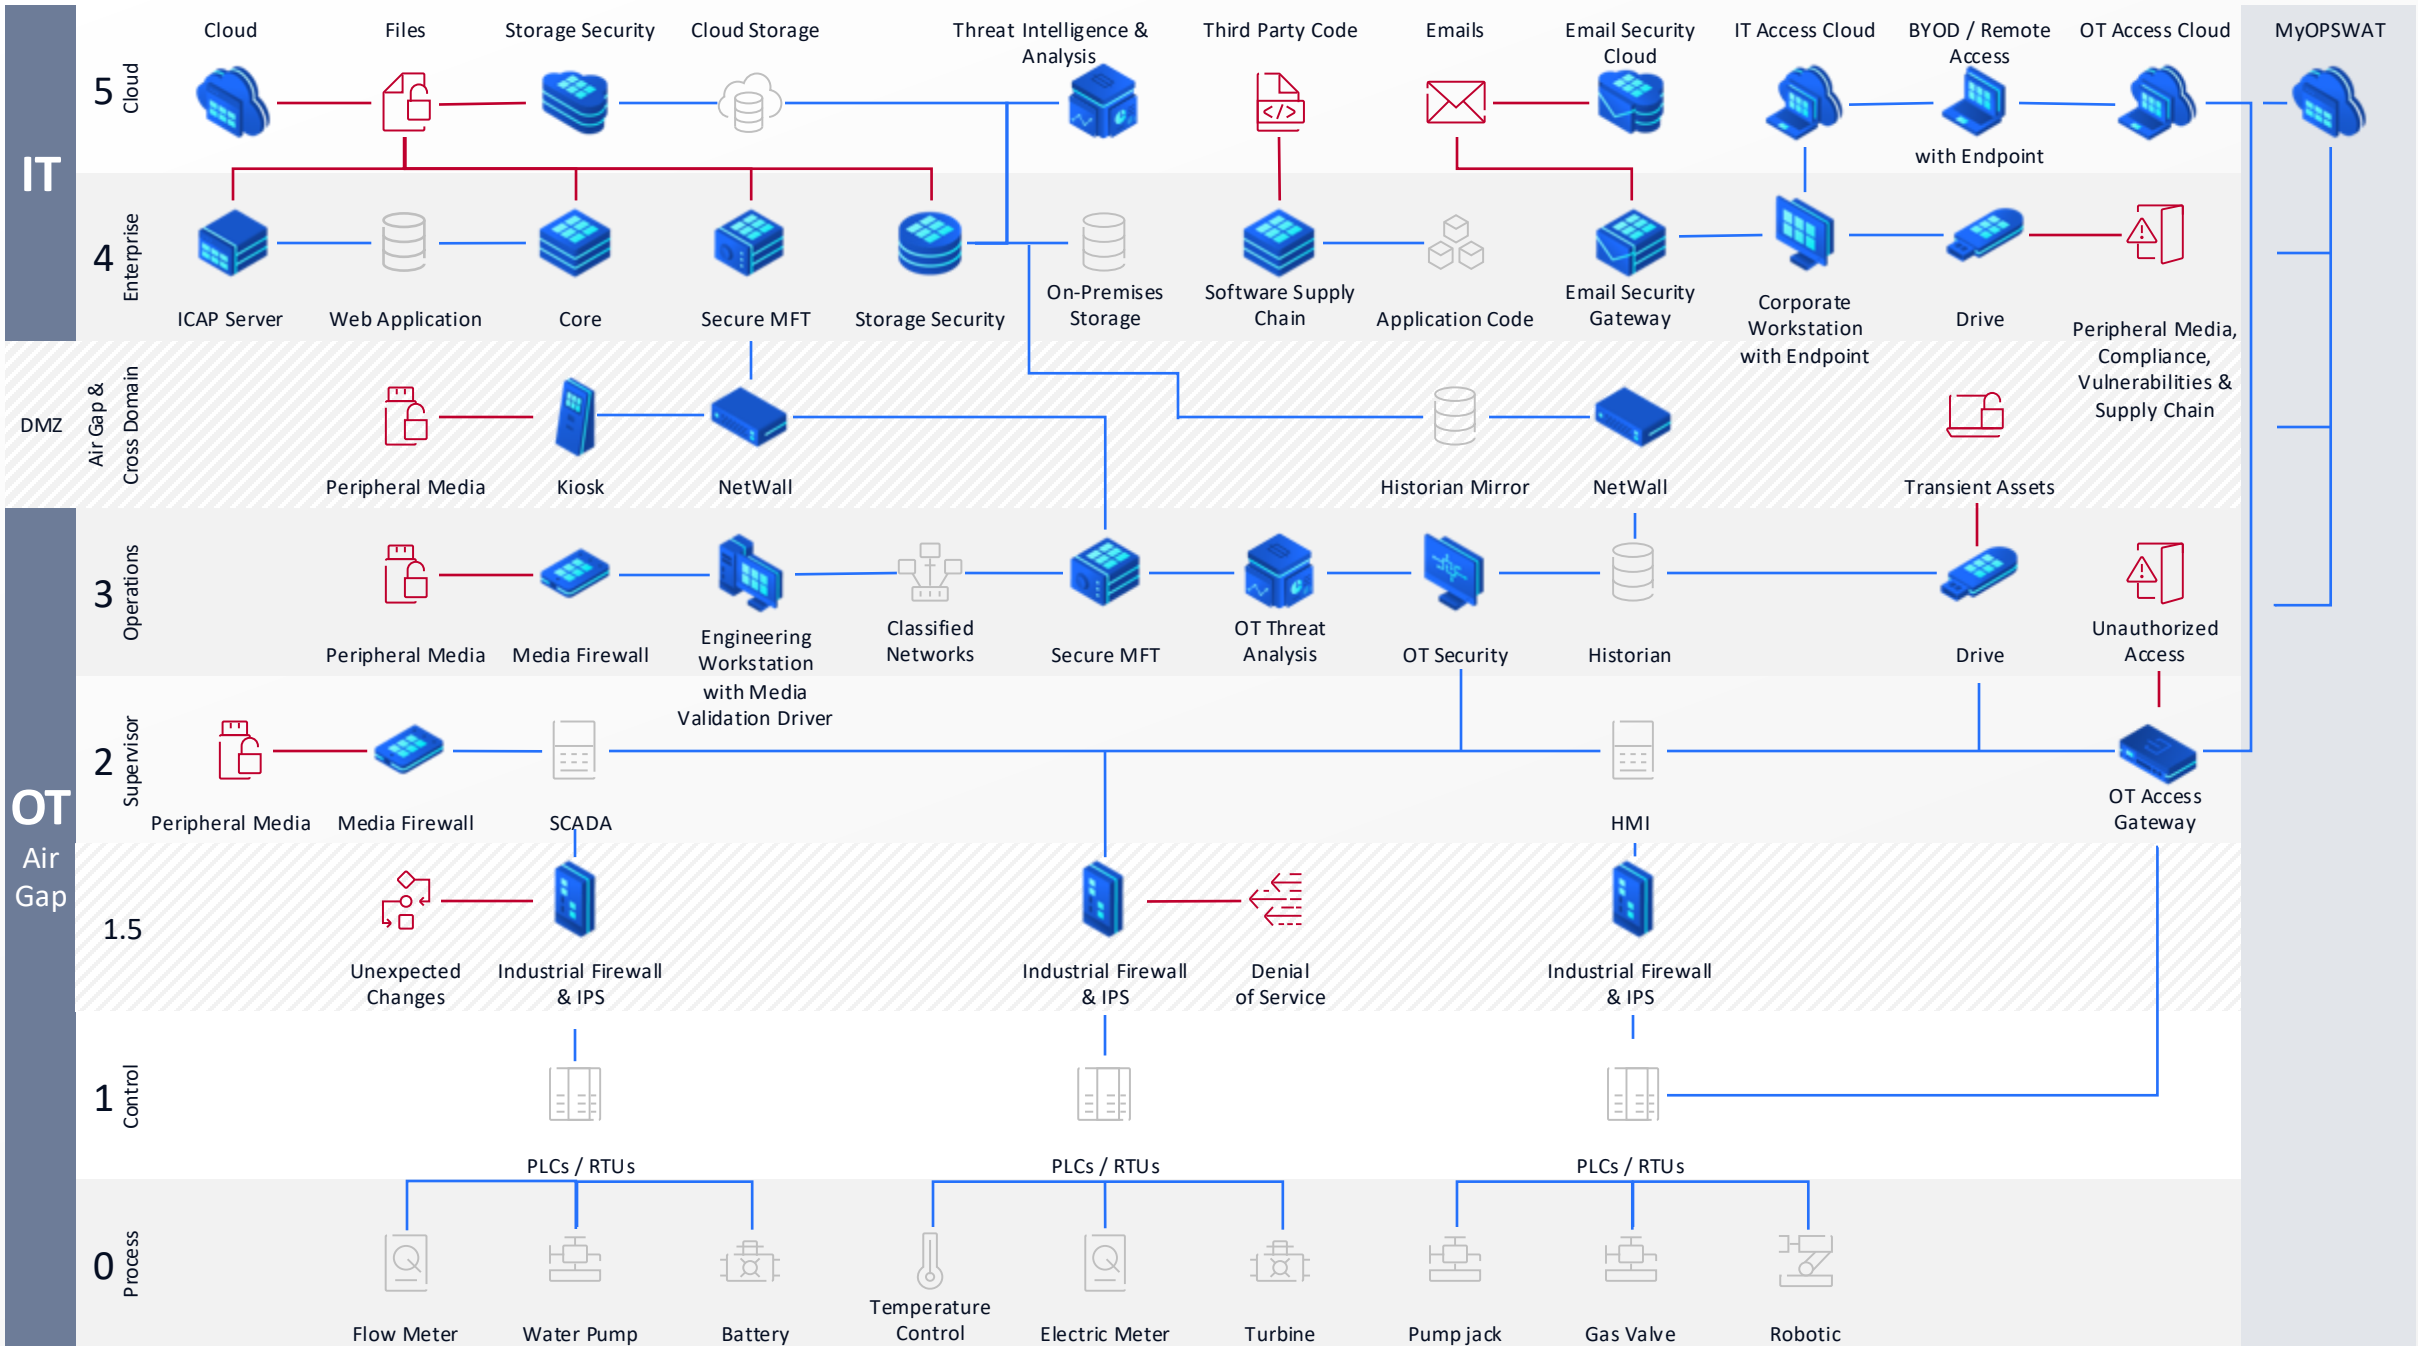 Cloud
Files
Storage Security
Cloud Storage
Threat Intelligence &
Analysis
Third Party Code
Emails
Email Security
Cloud
IT Access Cloud
BYOD / Remote
Access
OT Access Cloud
MyOPSWAT
5
Cloud
</>
with Endpoint
IT
4
Enterprise
ICAP Server
Web Application
Core
Secure MFT
Storage Security
On-Premises
Storage
Software Supply
Chain
Application Code
Email Security
Gateway
Corporate
Workstation
with Endpoint
Drive
Peripheral Media,
Compliance,
Vulnerabilities &
Supply Chain
DMZ
Air Gap &
Cross Domain
Peripheral Media
Kiosk
NetWall
Historian Mirror
NetWall
Transient Assets
3
Operations
Peripheral Media
Media Firewall
Engineering
Workstation
with Media
Validation Driver
Classified
Networks
Secure MFT
OT Threat
Analysis
OT Security
Historian
Drive
Unauthorized
Access
OT
Air
Gap
2
Supervisor
Peripheral Media
Media Firewall
SCADA
HMI
OT Access
Gateway
1.5
Unexpected
Changes
Industrial Firewall
& IPS
Industrial Firewall
& IPS
Denial
of Service
Industrial Firewall
& IPS
1
Control
PLCs / RTUs
PLCs / RTUs
PLCs / RTUs
0
Process
Flow Meter
Water Pump
Battery
Temperature
Control
Electric Meter
Turbine
Pump jack
Gas Valve
Robotic